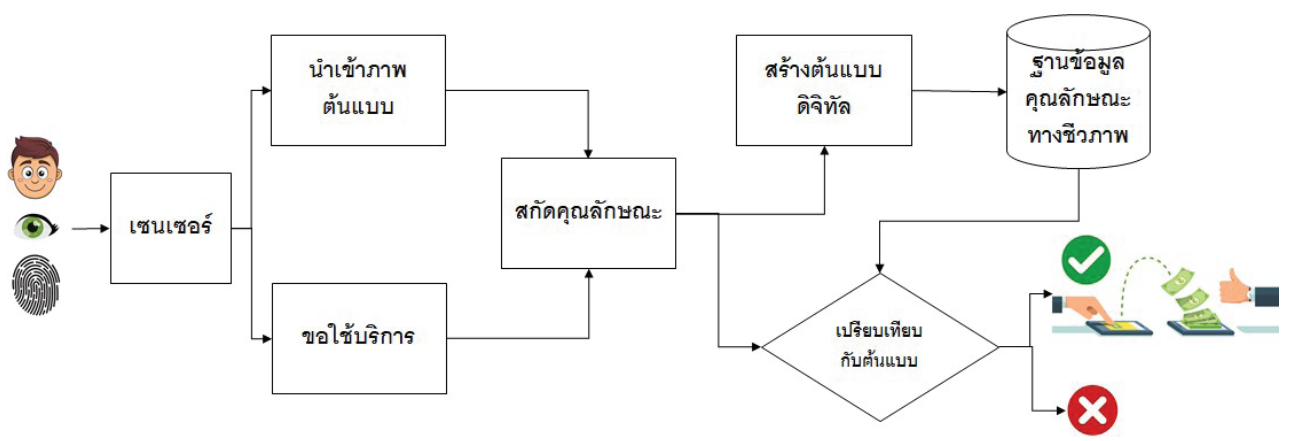 นำเข้าภาพ
ต้นแบบ
เซนเซอร์
ขอใช้บริการ
สกัดคุณลักษณะ
สร้างต้นแบบ
ดิจิทัล
ฐานข้อมูล
คุณลักษณะ
ทางชีวภาพ
เปรียบเทียบ
กับต้นแบบ